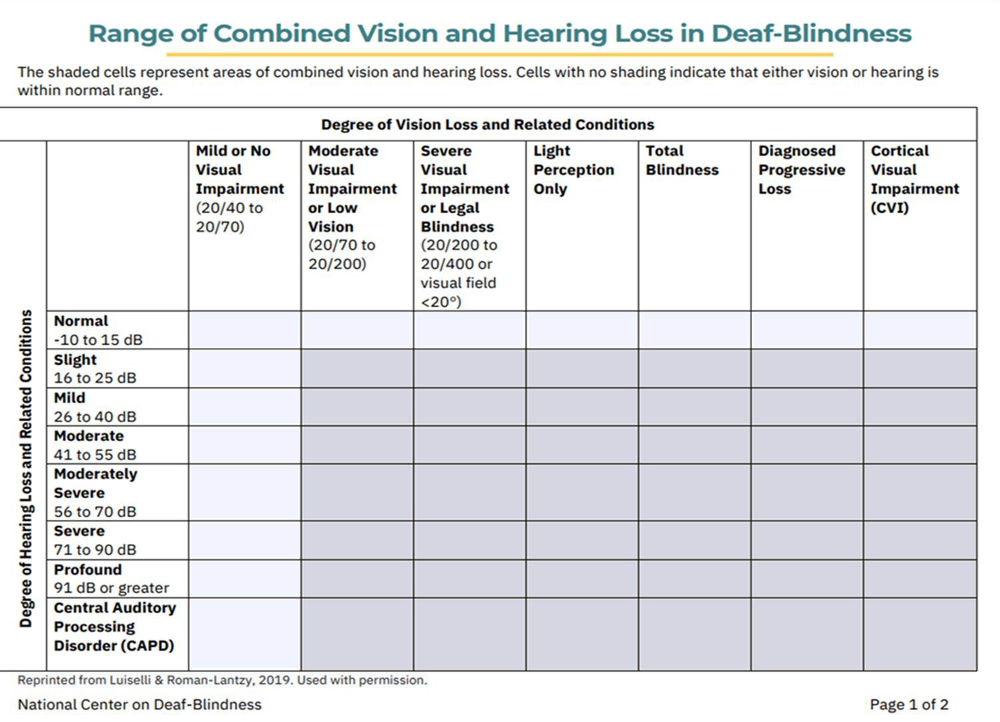 Range of Combined Vision and Hearing Loss in Deaf-Blindness
The shaded cells represent areas of combined vision and hearing loss. Cells with no shading indicate that either vision or hearing is
within normal range.
Degree of Vision Loss and Related Conditions
Mild or No
Visual
Impairment
(20/40 to
20/70)
Moderate
Visual
Impairment
or Low
Vision
(20/70 to
20/200)
Severe
Visual
Impairment
or Legal
Blindness
(20/200 to
20/400 or
visual field
<20°)
Light
Perception
Only
Total
Blindness
Diagnosed
Progressive
Loss
Cortical
Visual
Impairment
(CVI)
Degree of Hearing Loss and Related Conditions
Normal
-10 to 15 dB
Slight
16 to 25 dB
Mild
26 to 40 dB
Moderate
41 to 55 dB
Moderately
Severe
56 to 70 dB
Severe
71 to 90 dB
Profound
91 dB or greater
Central Auditory
Processing
Disorder (CAPD)
Reprinted from Luiselli & Roman-Lantzy, 2019. Used with permission.
National Center on Deaf-Blindness
Page 1 of 2